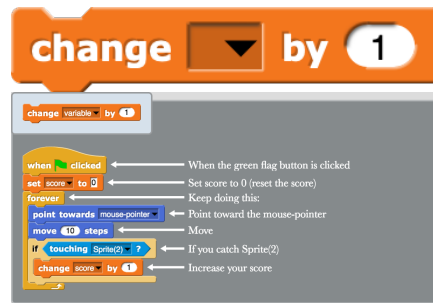 change by 1
change variable by 1
when clicked When the green flag button is clicked
set score to 0 Set score to 0 (reset the score)
forever Keep doing this:
point towards mouse-pointer Point toward the mouse-pointer
move 10 steps Move
if touching Sprite(2) ? If you catch Sprite(2)
change score by 1 Increase your score